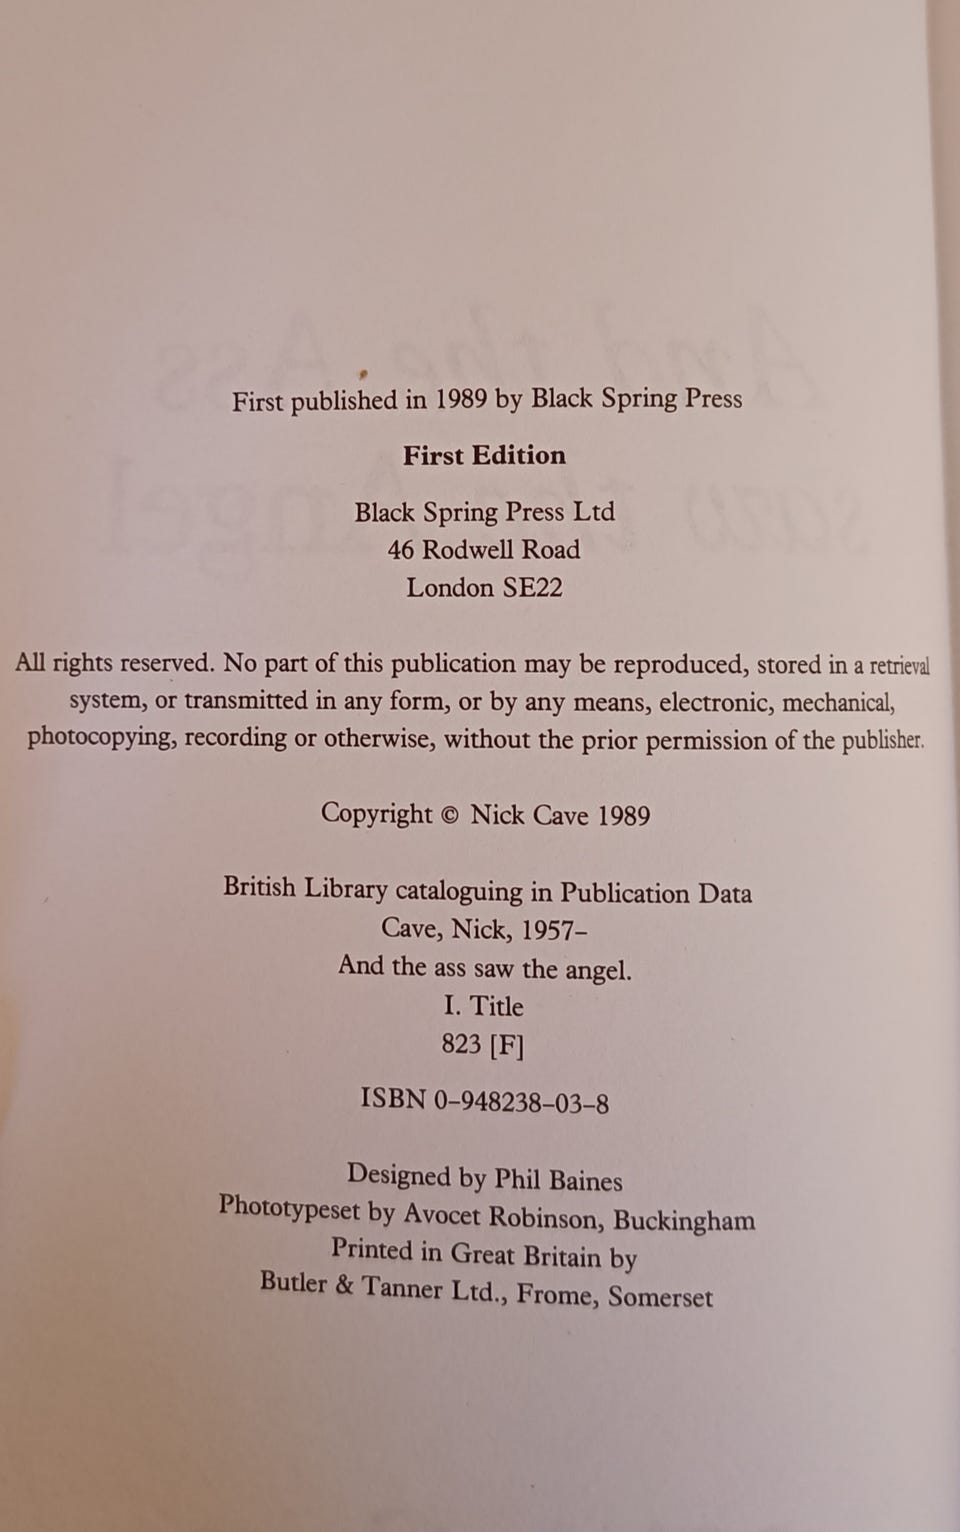 First published in 1989 by Black Spring Press
First Edition
Black Spring Press Ltd
46 Rodwell Road
London SE22
All rights reserved. No part of this publication may be reproduced, stored in a retrieval
system, or transmitted in any form, or by any means, electronic, mechanical,
photocopying, recording or otherwise, without the prior permission of the publisher.
Copyright © Nick Cave 1989
British Library cataloguing in Publication Data
Cave, Nick, 1957–
And the ass saw the angel.
I. Title
823 [F]
ISBN 0–948238–03–8
Designed by Phil Baines
Phototypeset by Avocet Robinson, Buckingham
Printed in Great Britain by
Butler & Tanner Ltd., Frome, Somerset